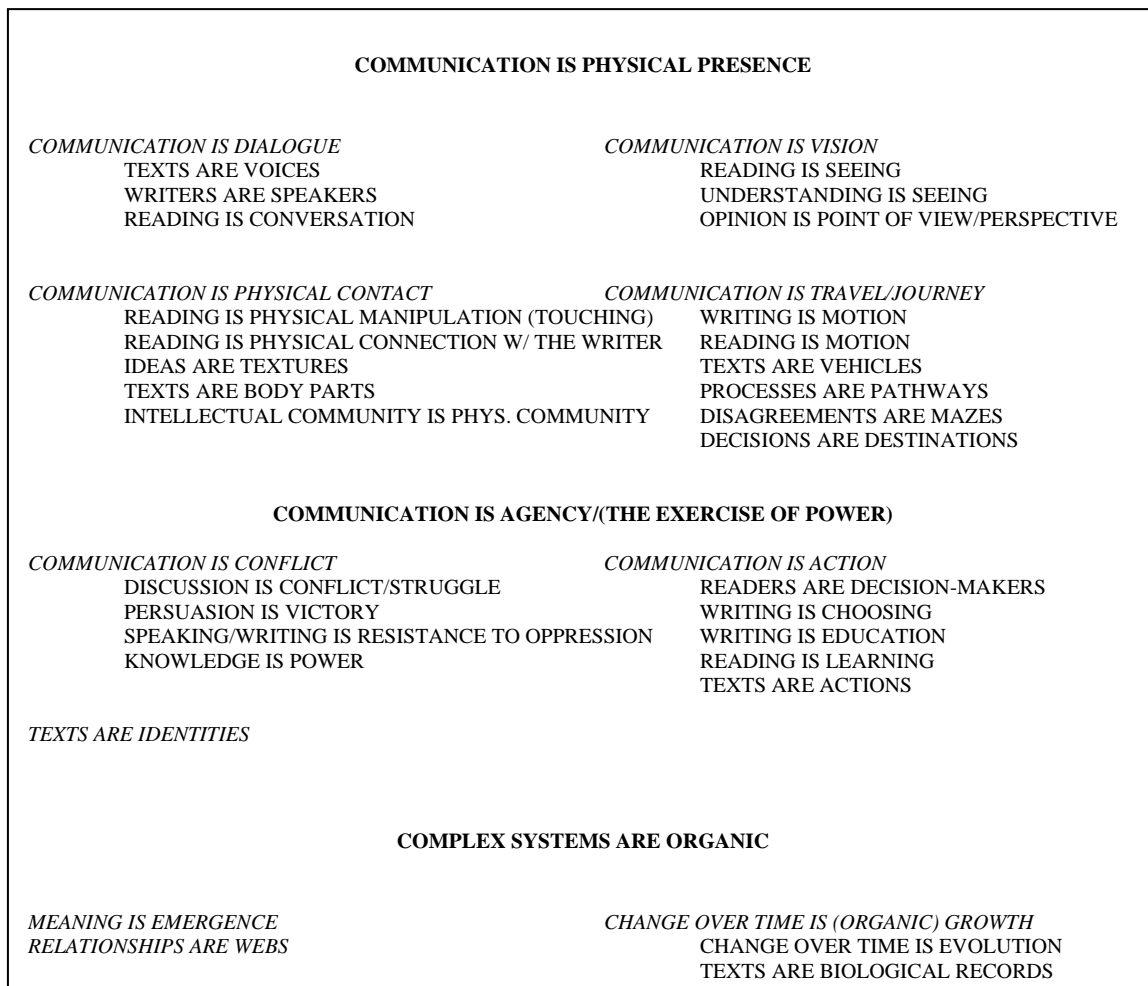 COMMUNICATION IS PHYSICAL PRESENCE
COMMUNICATION IS DIALOGUE
TEXTS ARE VOICES
WRITERS ARE SPEAKERS
READING IS CONVERSATION
COMMUNICATION IS VISION
READING IS SEEING
UNDERSTANDING IS SEEING
OPINION IS POINT OF VIEW/PERSPECTIVE
COMMUNICATION IS PHYSICAL CONTACT
READING IS PHYSICAL MANIPULATION (TOUCHING)
READING IS PHYSICAL CONNECTION W/ THE WRITER
IDEAS ARE TEXTURES
TEXTS ARE BODY PARTS
INTELLECTUAL COMMUNITY IS PHYS. COMMUNITY
COMMUNICATION IS TRAVEL/JOURNEY
WRITING IS MOTION
READING IS MOTION
TEXTS ARE VEHICLES
PROCESSES ARE PATHWAYS
DISAGREEMENTS ARE MAZES
DECISIONS ARE DESTINATIONS
COMMUNICATION IS AGENCY/(THE EXERCISE OF POWER)
COMMUNICATION IS CONFLICT
DISCUSSION IS CONFLICT/STRUGGLE
PERSUASION IS VICTORY
SPEAKING/WRITING IS RESISTANCE TO OPPRESSION
KNOWLEDGE IS POWER
COMMUNICATION IS ACTION
READERS ARE DECISION-MAKERS
WRITING IS CHOOSING
WRITING IS EDUCATION
READING IS LEARNING
TEXTS ARE ACTIONS
TEXTS ARE IDENTITIES
COMPLEX SYSTEMS ARE ORGANIC
MEANING IS EMERGENCE
RELATIONSHIPS ARE WEBS
CHANGE OVER TIME IS (ORGANIC) GROWTH
CHANGE OVER TIME IS EVOLUTION
TEXTS ARE BIOLOGICAL RECORDS